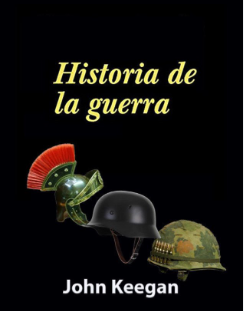 Historia de
la guerra
John Keegan